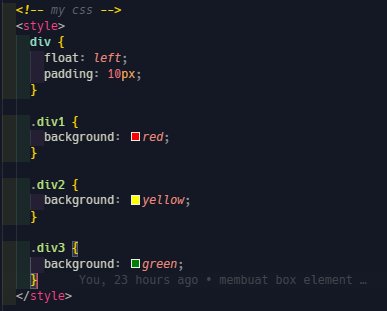 <!-- my css -->
<style>
div {
float: left;
padding: 10px;
}
.div1 {
background: red;
}
.div2 {
background: yellow;
}
.div3 {
background: green;
} You, 23 hours ago • membuat box element …
</style>